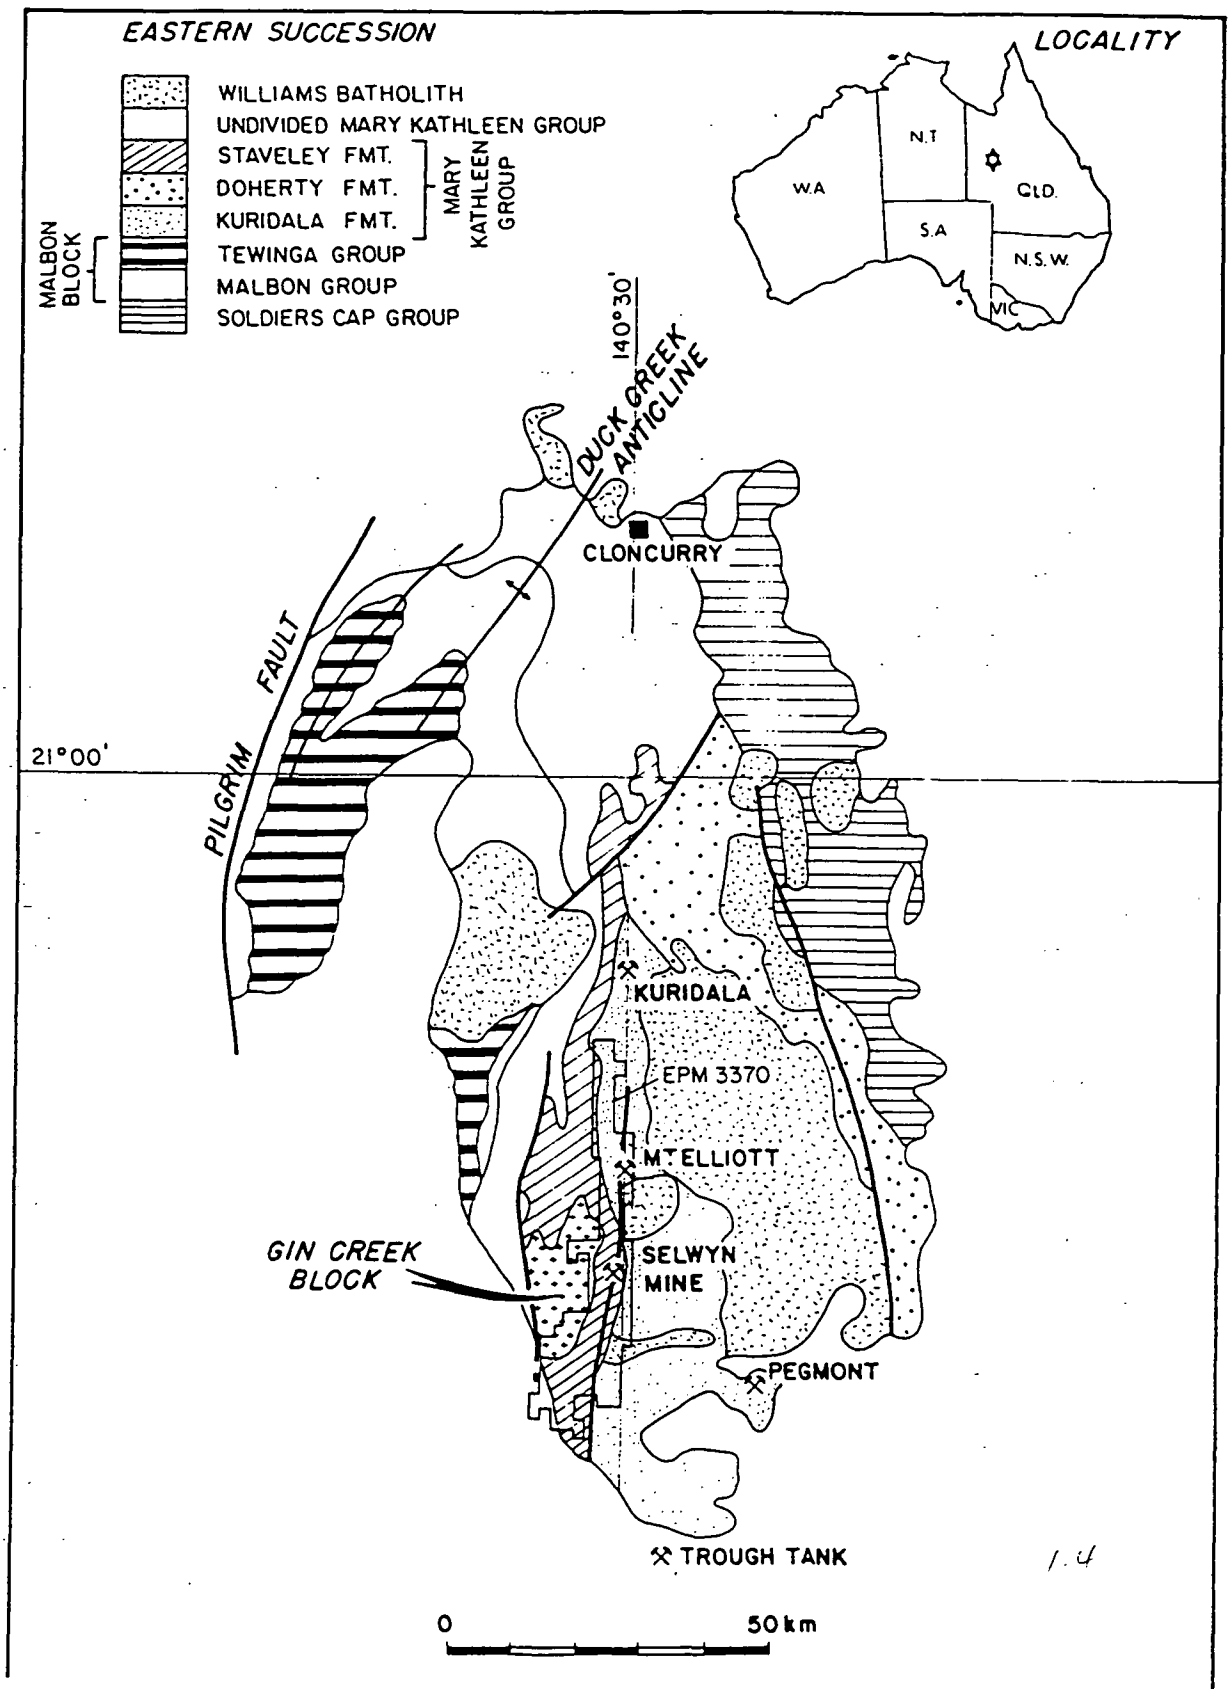 EASTERN SUCCESSION
WILLIAMS BATHOLITH
UNDIVIDED MARY KATHLEEN GROUP
STAVELEY FMT.
DOHERTY FMT.
KURIDALA FMT.
TEWINGA GROUP
MALBON GROUP
SOLDIERS CAP GROUP
MARY
KATHLEEN
GROUP
MALBON
BLOCK
LOCALITY
W.A
N.T
QLD.
S.A
N.S.W.
VIC
140°30'
DUCK CREEK
ANTICLINE
CLONCURRY
PILGRIM FAULT
21°00'
KURIDALA
EPM 3370
MT ELLIOTT
GIN CREEK
BLOCK
SELWYN
MINE
PEGMONT
TROUGH TANK
1.4
0 50 km